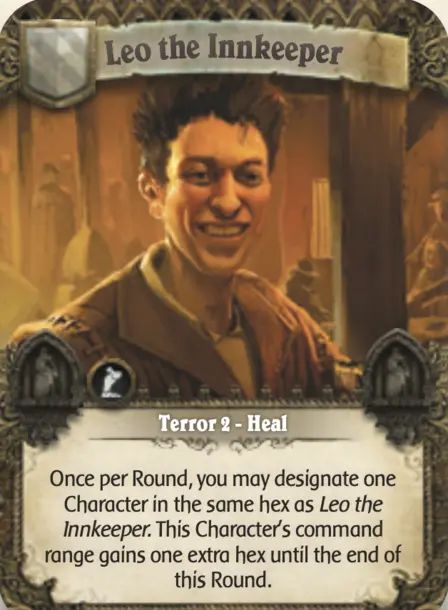 Leo the Innkeeper
Terror 2 - Heal
Once per Round, you may designate one
Character in the same hex as Leo the
Innkeeper. This Character's command
range gains one extra hex until the end of
this Round.